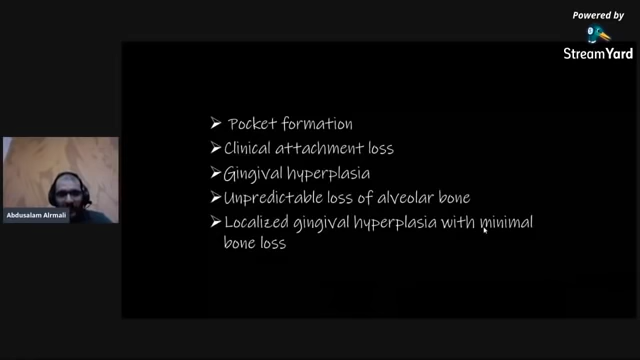 Powered by
StreamYard
➢ Pocket formation
➢ Clinical attachment loss
➢ Gingival hyperplasia
➢ Unpredictable loss of alveolar bone
➢ Localized gingival hyperplasia with minimal
bone loss
Abdusalam Alrmali